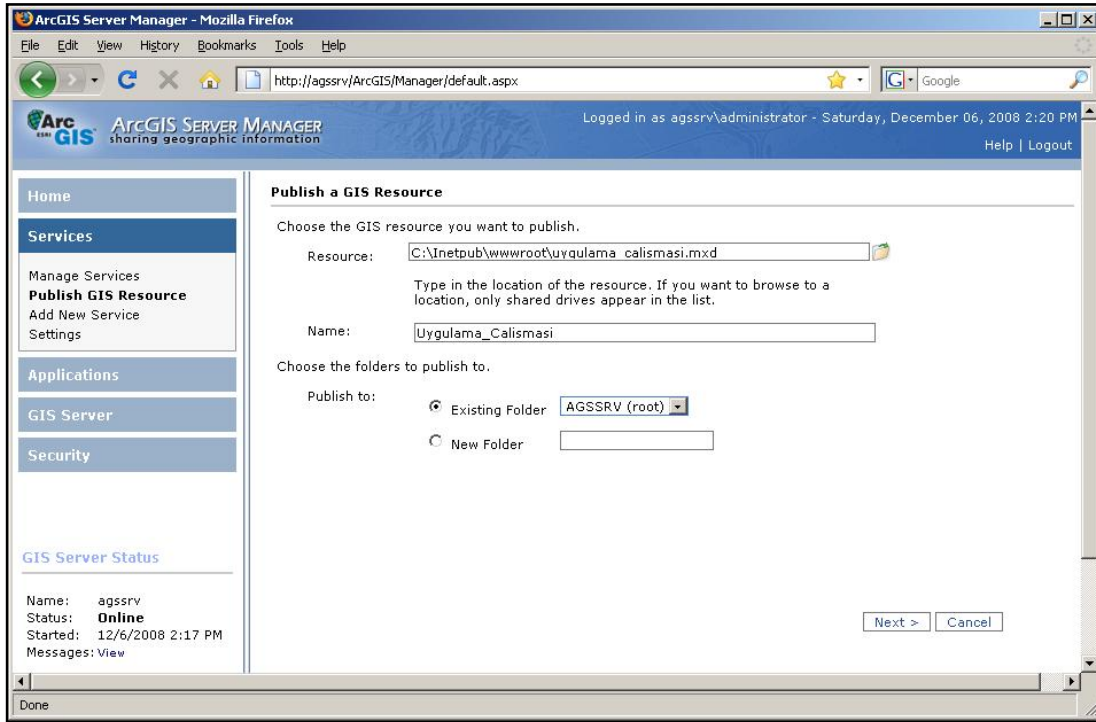 ArcGIS Server Manager - Mozilla Firefox
File Edit View History Bookmarks Tools Help
http://agssrv/ArcGIS/Manager/default.aspx
G Google
Arc GIS ESRI
ArcGIS Server Manager
sharing geographic information
Logged in as agssrv\administrator - Saturday, December 06, 2008 2:20 PM
Help | Logout
Home
Services
Manage Services
Publish GIS Resource
Add New Service
Settings
Applications
GIS Server
Security
GIS Server Status
Name: agssrv
Status: Online
Started: 12/6/2008 2:17 PM
Messages: View
Publish a GIS Resource
Choose the GIS resource you want to publish.
Resource: C:\Inetpub\wwwroot\uygulama_calismasi.mxd
Type in the location of the resource. If you want to browse to a
location, only shared drives appear in the list.
Name: Uygulama_Calismasi
Choose the folders to publish to.
Publish to: Existing Folder AGSSRV (root)
New Folder
Next > Cancel
Done